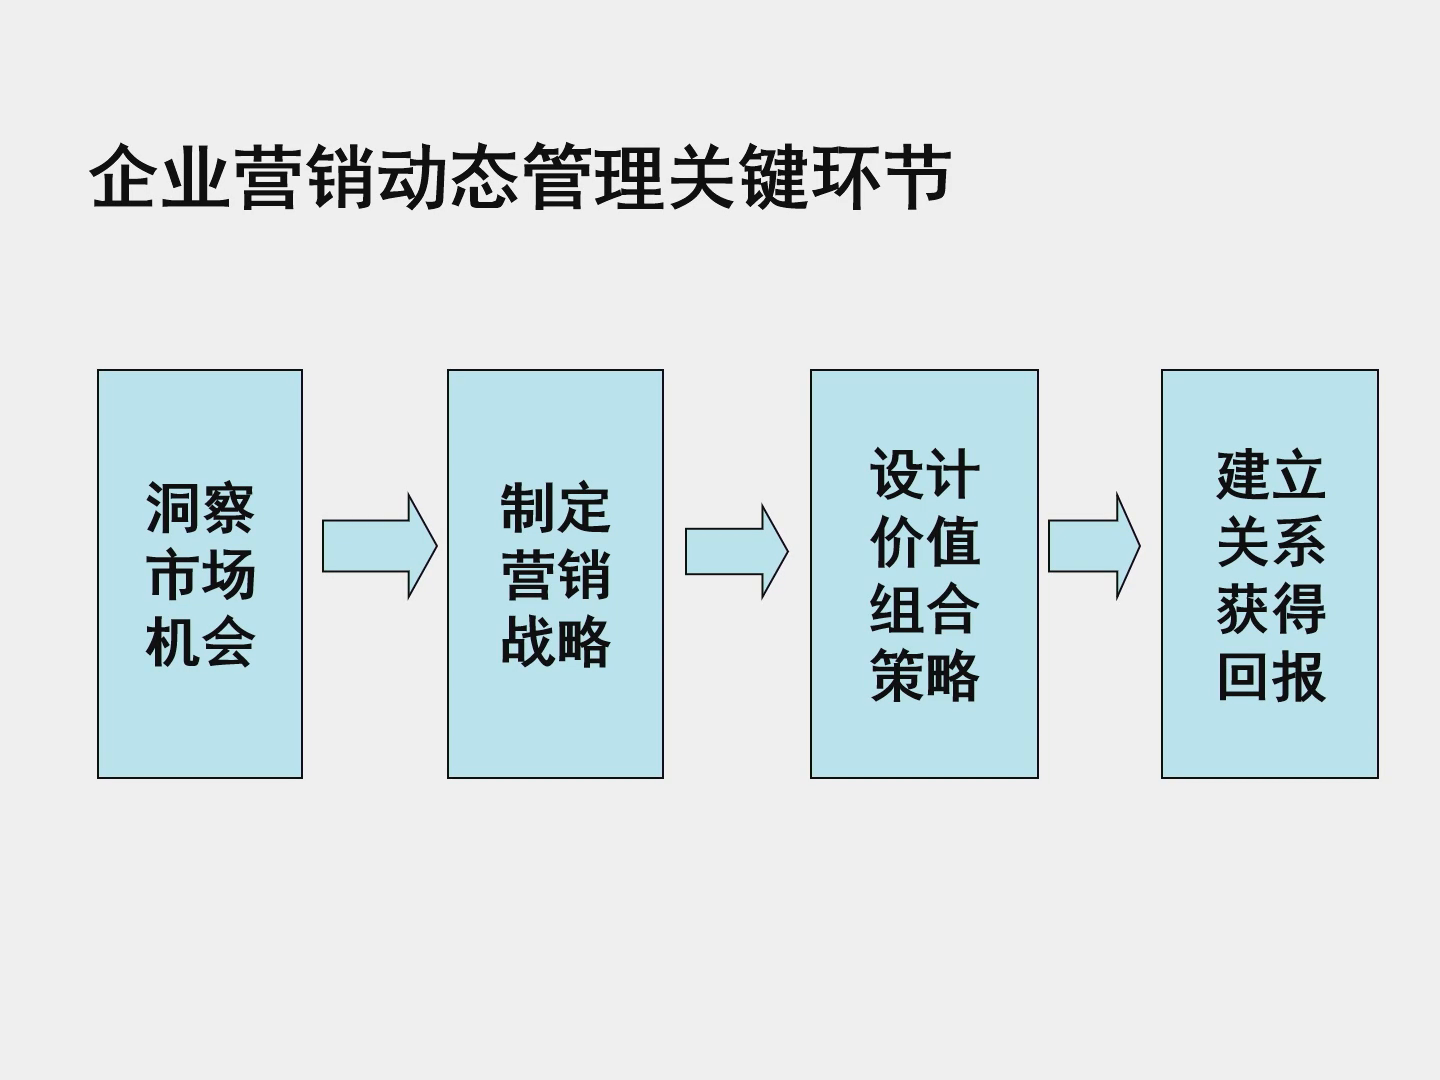 企业营销动态管理关键环节
洞察
市场
机会
制定
营销
战略
设计
价值
组合
策略
建立
关系
获得
回报